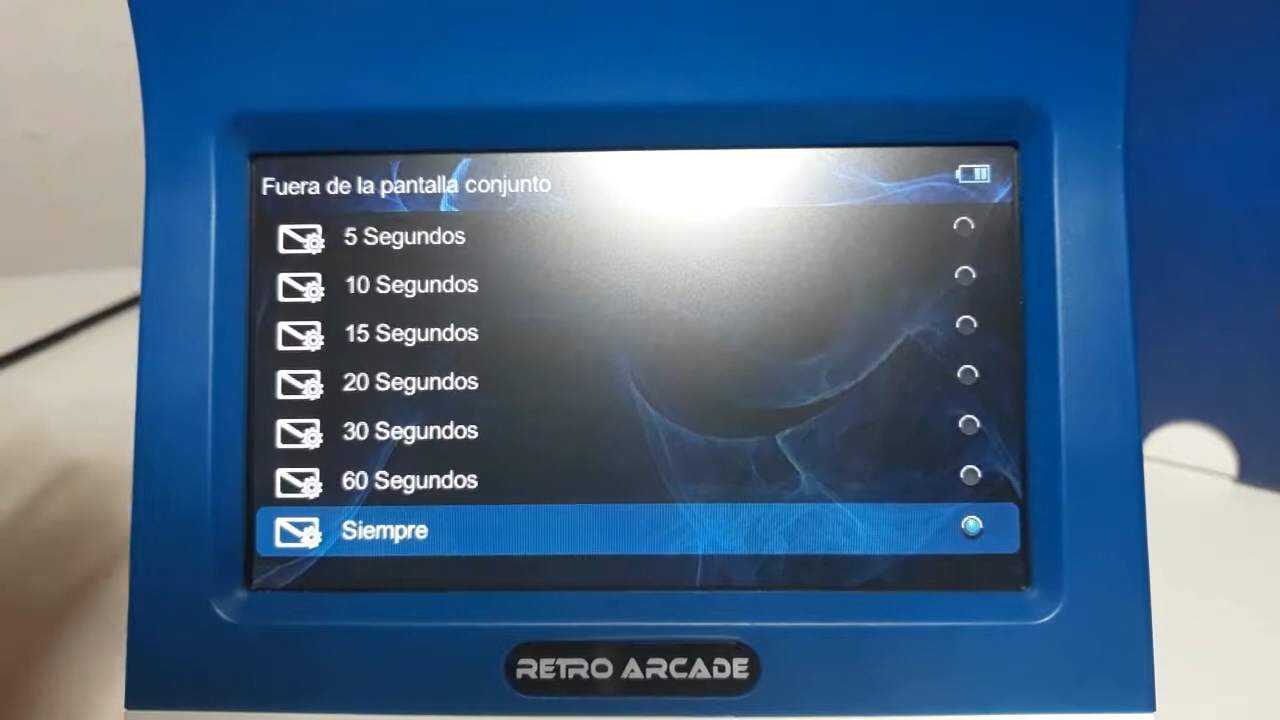 Fuera de la pantalla conjunto
5 Segundos
10 Segundos
15 Segundos
20 Segundos
30 Segundos
60 Segundos
Siempre
RETRO ARCADE